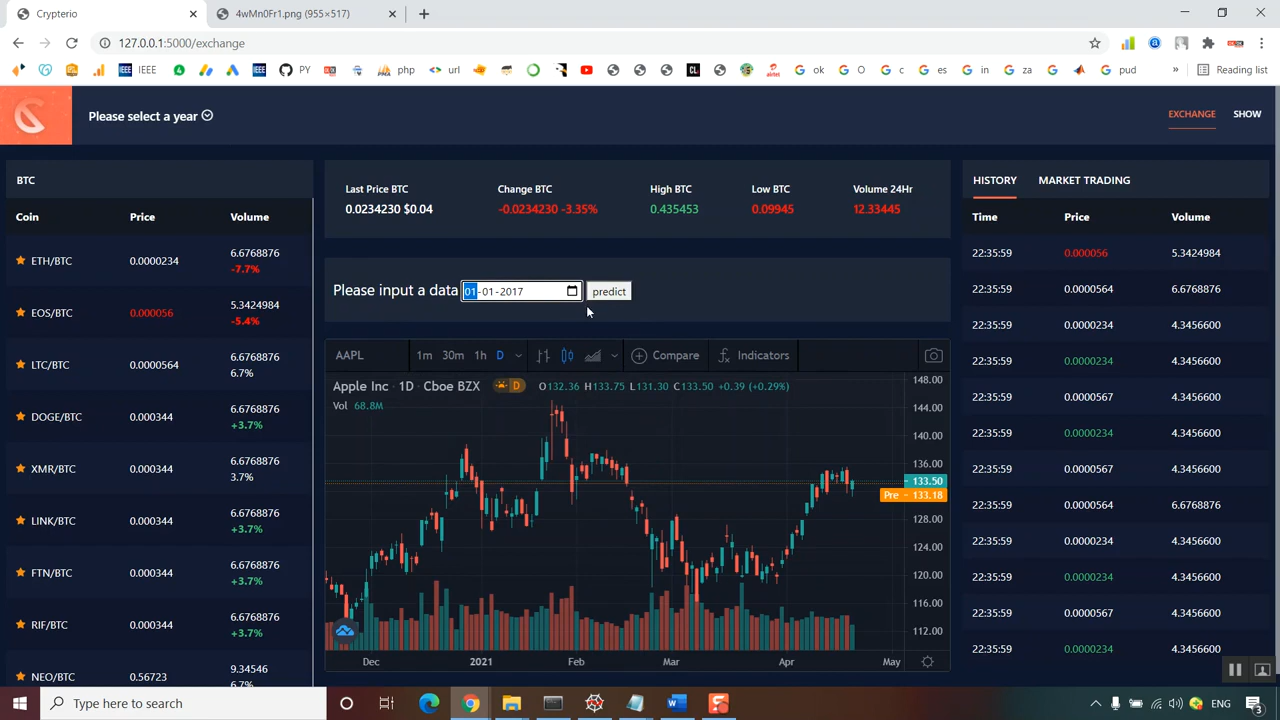 Crypterio
4wMn0Fr1.png (955×517)
127.0.0.1:5000/exchange
IEEE
PY
php
url
ok
O
c
es
in
za
pud
»
Reading list
Please select a year
EXCHANGE
SHOW
BTC
Coin Price Volume
ETH/BTC 0.0000234 6.6768876
-7.7%
EOS/BTC 0.000056 5.3424984
-5.4%
LTC/BTC 0.0000564 6.6768876
6.7%
DOGE/BTC 0.000344 6.6768876
+3.7%
XMR/BTC 0.000344 6.6768876
3.7%
LINK/BTC 0.000344 6.6768876
+3.7%
FTN/BTC 0.000344 6.6768876
+3.7%
RIF/BTC 0.000344 6.6768876
+3.7%
NEO/BTC 0.56723 9.34546
6.7%
Last Price BTC Change BTC High BTC Low BTC Volume 24Hr
0.0234230 $0.04 -0.0234230 -3.35% 0.435453 0.09945 12.33445
Please input a data 01-01-2017 predict
AAPL 1m 30m 1h D Compare Indicators
Apple Inc · 1D · Cboe BZX D O132.36 H133.75 L131.30 C133.50 +0.39 (+0.29%)
Vol 68.8M
148.00
144.00
140.00
136.00
133.50
Pre 133.18
128.00
124.00
120.00
116.00
112.00
Dec 2021 Feb Mar Apr May
HISTORY MARKET TRADING
Time Price Volume
22:35:59 0.000056 5.3424984
22:35:59 0.0000564 6.6768876
22:35:59 0.0000234 4.3456600
22:35:59 0.0000234 4.3456600
22:35:59 0.0000567 4.3456600
22:35:59 0.0000234 4.3456600
22:35:59 0.0000567 4.3456600
22:35:59 0.0000564 6.6768876
22:35:59 0.0000234 4.3456600
22:35:59 0.0000234 4.3456600
22:35:59 0.0000567 4.3456600
22:35:59 0.0000234 4.3456600
Type here to search
ENG
3